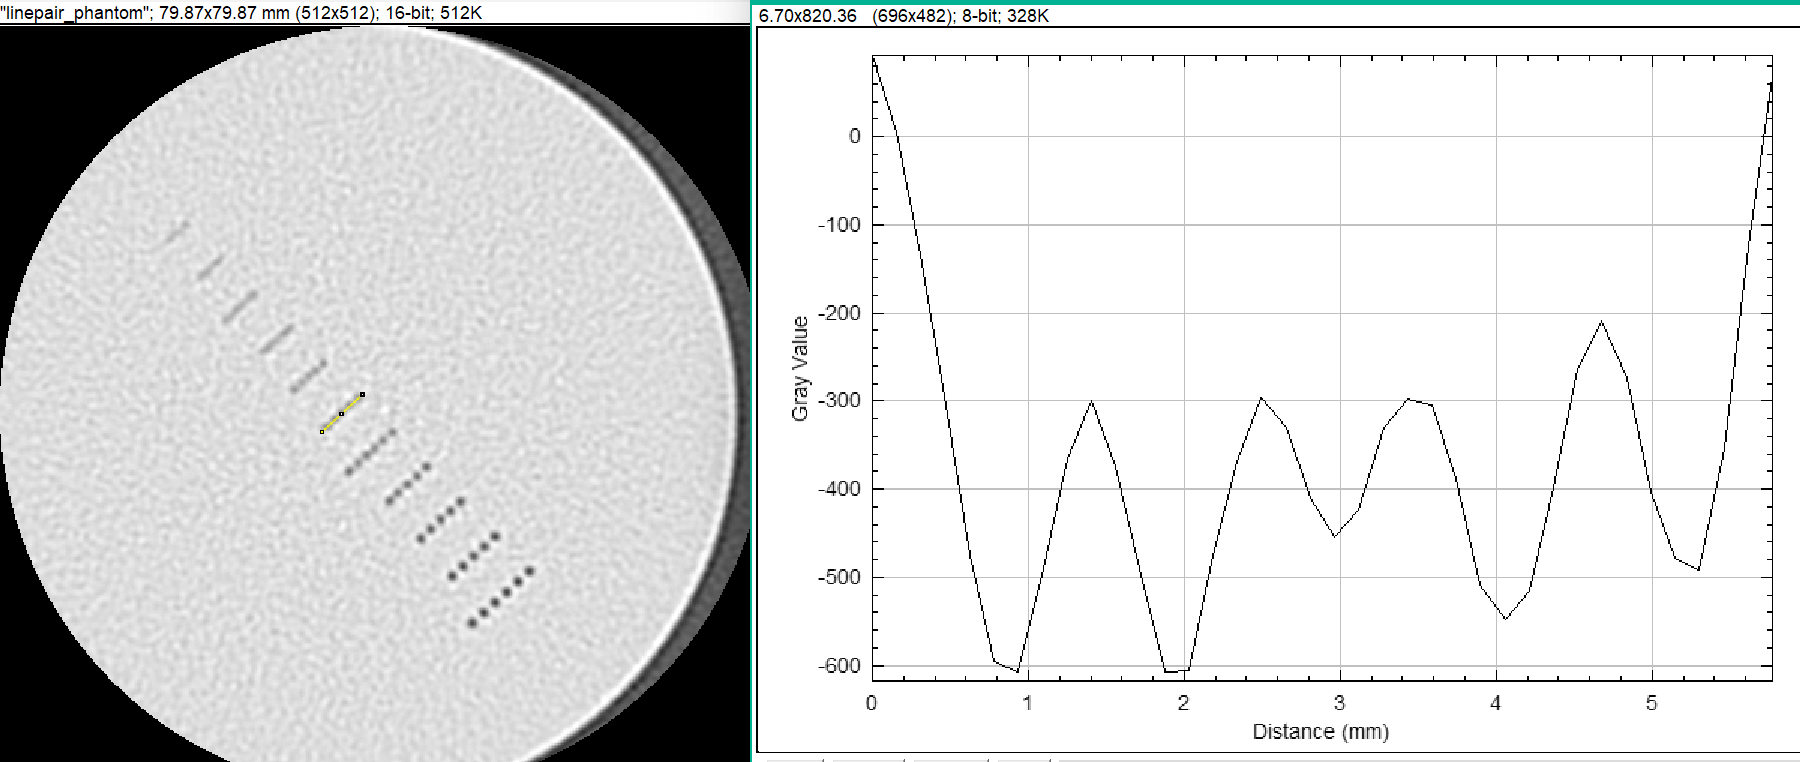 "linepair_phantom"; 79.87x79.87 mm (512x512); 16-bit; 512K
6.70x820.36 (696x482); 8-bit; 328K
0
-100
-200
-300
-400
-500
-600
Gray Value
0 1 2 3 4 5
Distance (mm)